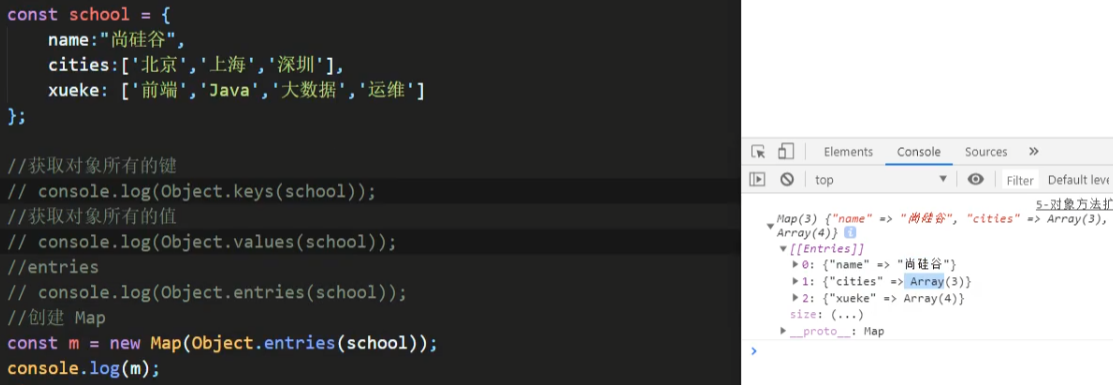 const school = {
name:"尚硅谷",
cities:['北京','上海','深圳'],
xueke: ['前端','Java','大数据','运维']
};
//获取对象所有的键
// console.log(Object.keys(school));
//获取对象所有的值
// console.log(Object.values(school));
//entries
// console.log(Object.entries(school));
//创建 Map
const m = new Map(Object.entries(school));
console.log(m);
Elements Console Sources »
top Filter Default leve
5-对象方法扩
Map(3) {"name" => "尚硅谷", "cities" => Array(3),
Array(4)} i
[[Entries]]
0: {"name" => "尚硅谷"}
1: {"cities" => Array(3)}
2: {"xueke" => Array(4)}
size: (...)
__proto__: Map